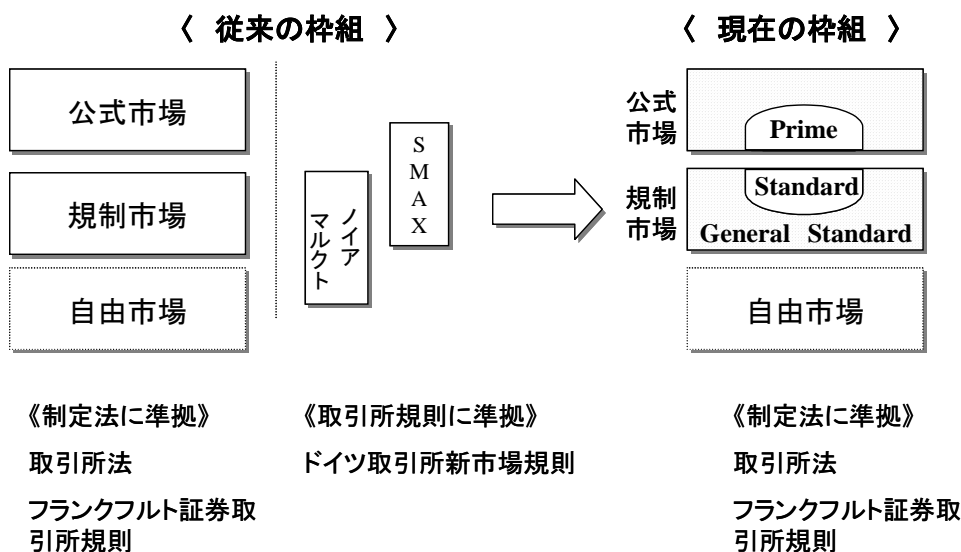 〈 従来の枠組 〉
公式市場
規制市場
自由市場
S
M
A
X
ノイア
マルクト
《制定法に準拠》
取引所法
フランクフルト証券取
引所規則
《取引所規則に準拠》
ドイツ取引所新市場規則
〈 現在の枠組 〉
公式
市場
Prime
規制
市場
Standard
General Standard
自由市場
《制定法に準拠》
取引所法
フランクフルト証券取
引所規則